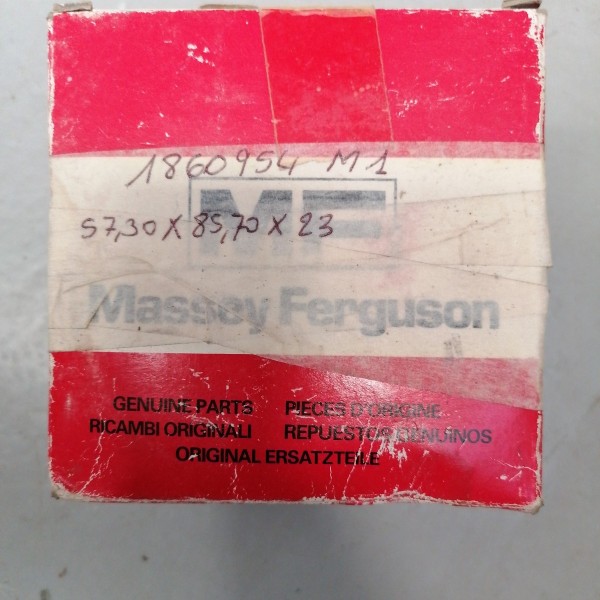 1860954 M1
MF
57,30 X 85,70 X 23
Massey Ferguson
GENUINE PARTS PIECES D'ORIGINE
RICAMBI ORIGINALI REPUESTOS GENUINOS
ORIGINAL ERSATZTEILE